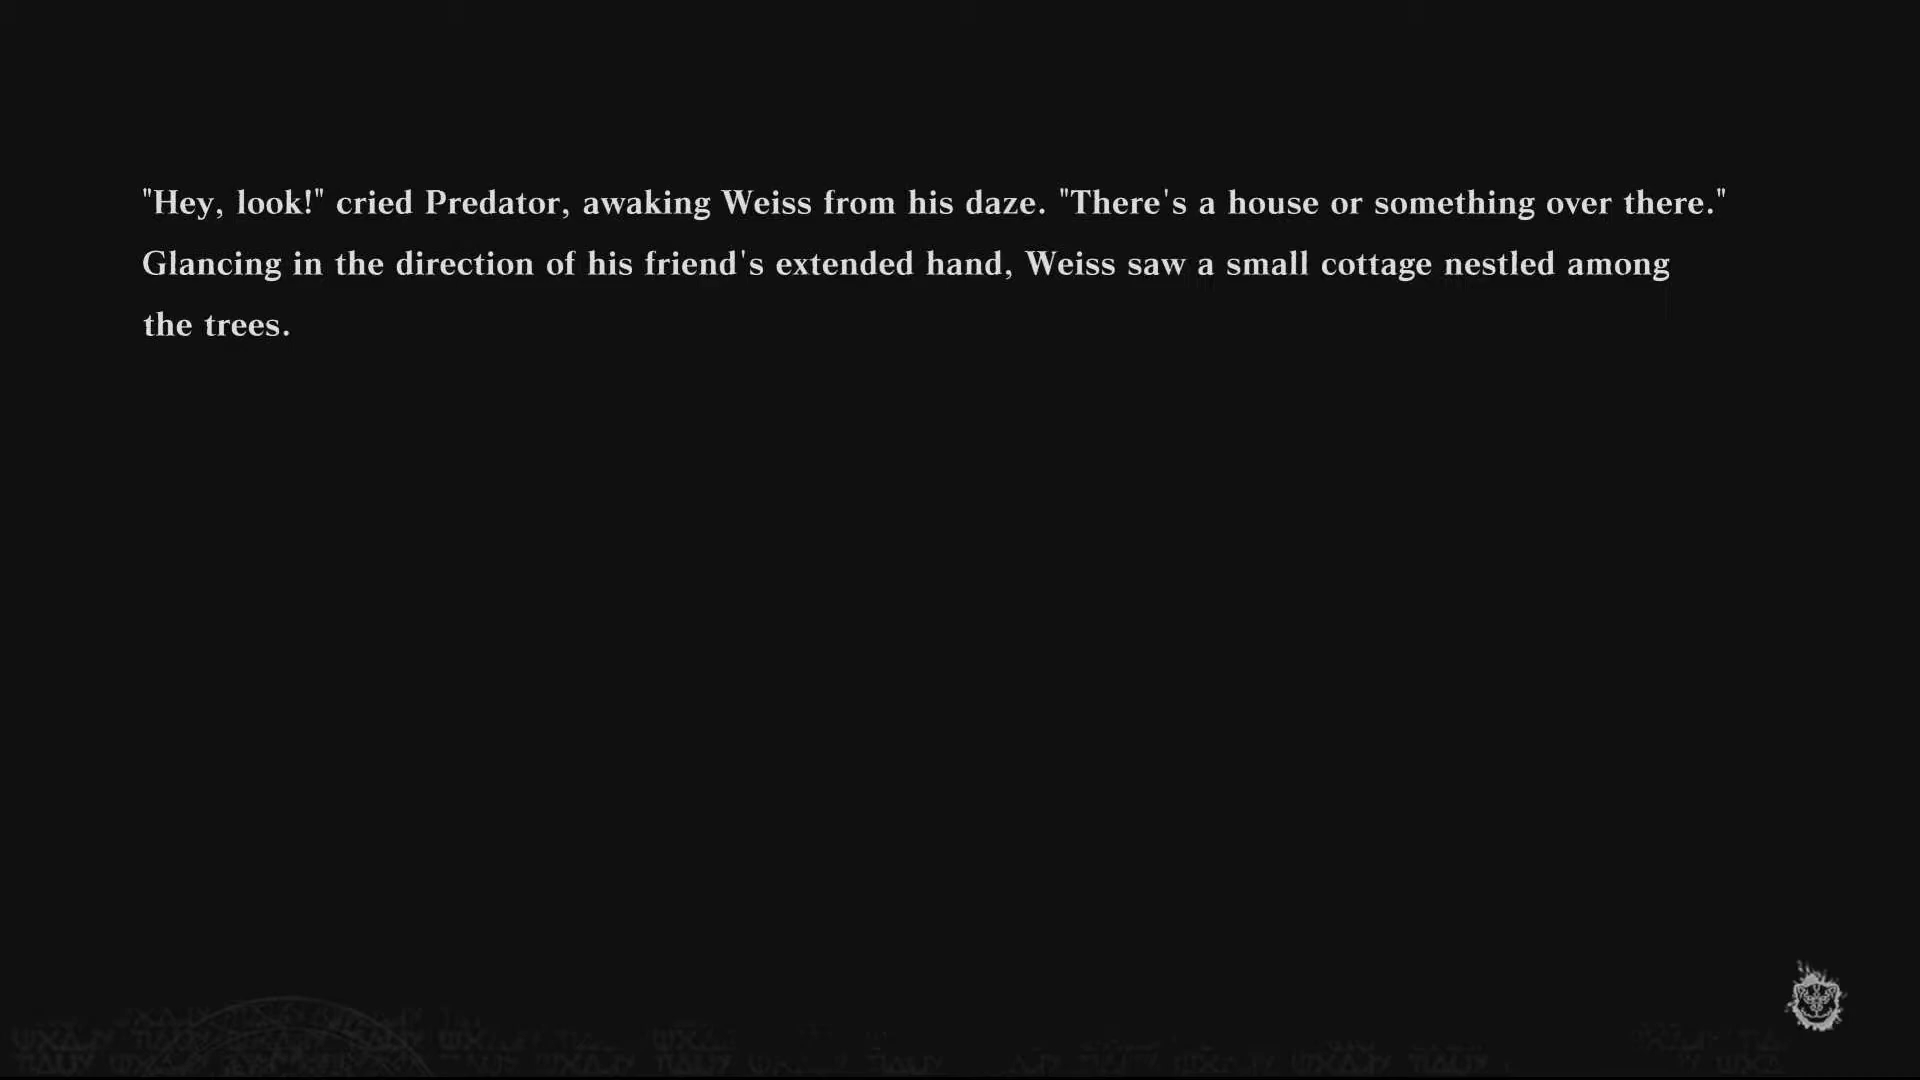 "Hey, look!" cried Predator, awaking Weiss from his daze. "There's a house or something over there."
Glancing in the direction of his friend's extended hand, Weiss saw a small cottage nestled among
the trees.